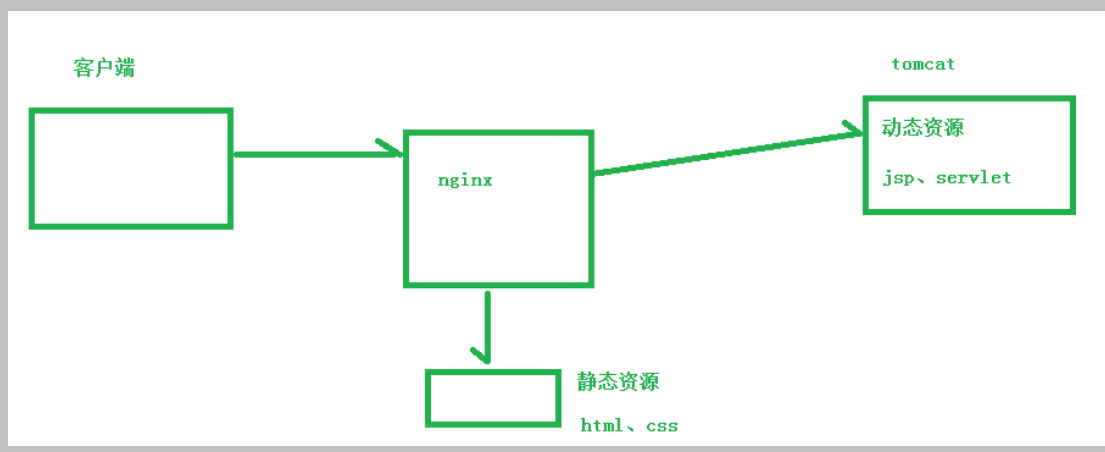 客户端
nginx
tomcat
动态资源
jsp、servlet
静态资源
html、css